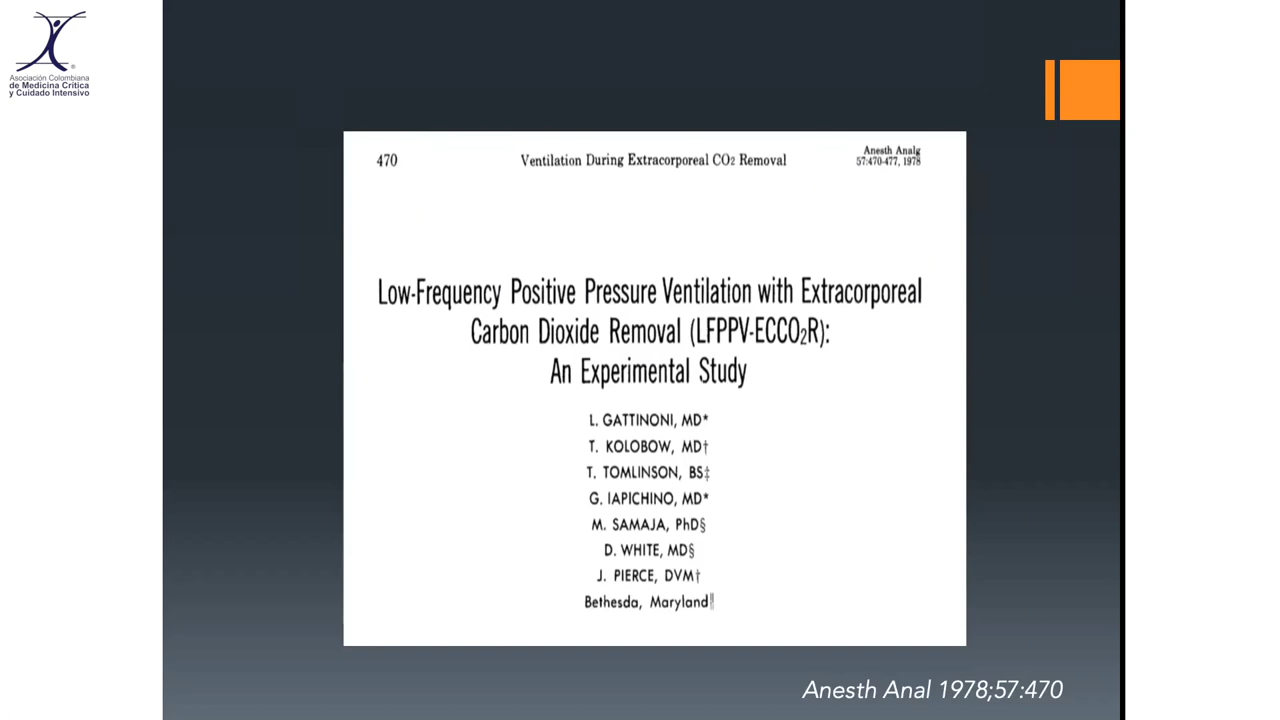 Asociación Colombiana
de Medicina Crítica
y Cuidado Intensivo
470
Ventilation During Extracorporeal CO2 Removal
Anesth Analg
57:470-477, 1978
Low-Frequency Positive Pressure Ventilation with Extracorporeal
Carbon Dioxide Removal (LFPPV-ECCO2R):
An Experimental Study
L. GATTINONI, MD*
T. KOLOBOW, MD†
T. TOMLINSON, BS‡
G. IAPICHINO, MD*
M. SAMAJA, PhD§
D. WHITE, MD§
J. PIERCE, DVM†
Bethesda, Maryland
Anesth Anal 1978;57:470